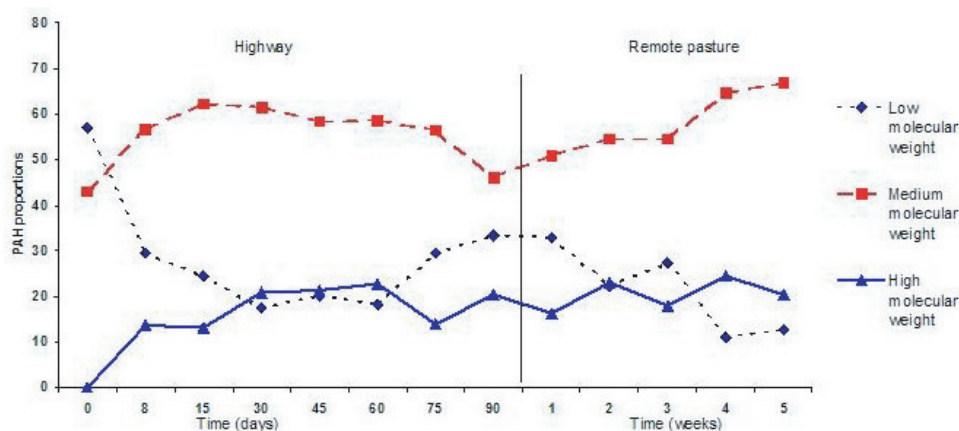 80
70
60
50
40
30
20
10
0
PAH proportions
Highway
Remote pasture
0 8 15 30 45 60 75 90 1 2 3 4 5
Time (days)
Time (weeks)
Low
molecular
weight
Medium
molecular
weight
High
molecular
weight